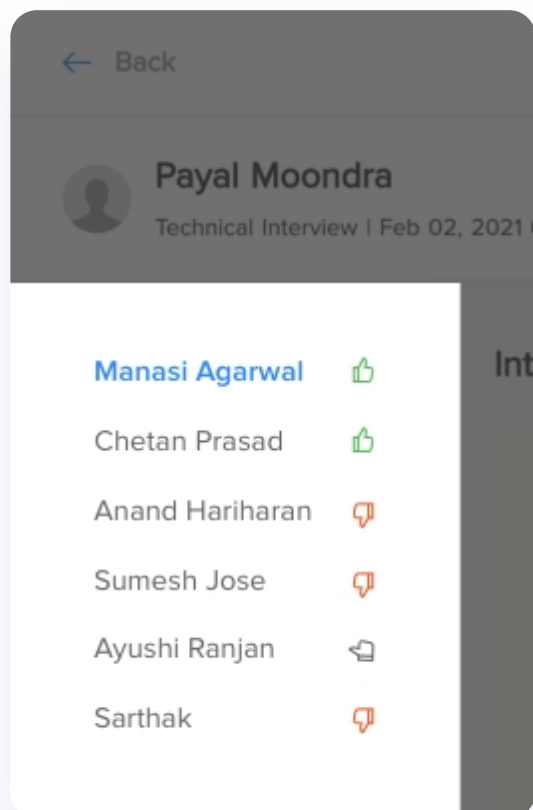 Back
Payal Moondra
Technical Interview | Feb 02, 2021
Int
Manasi Agarwal
Chetan Prasad
Anand Hariharan
Sumesh Jose
Ayushi Ranjan
Sarthak